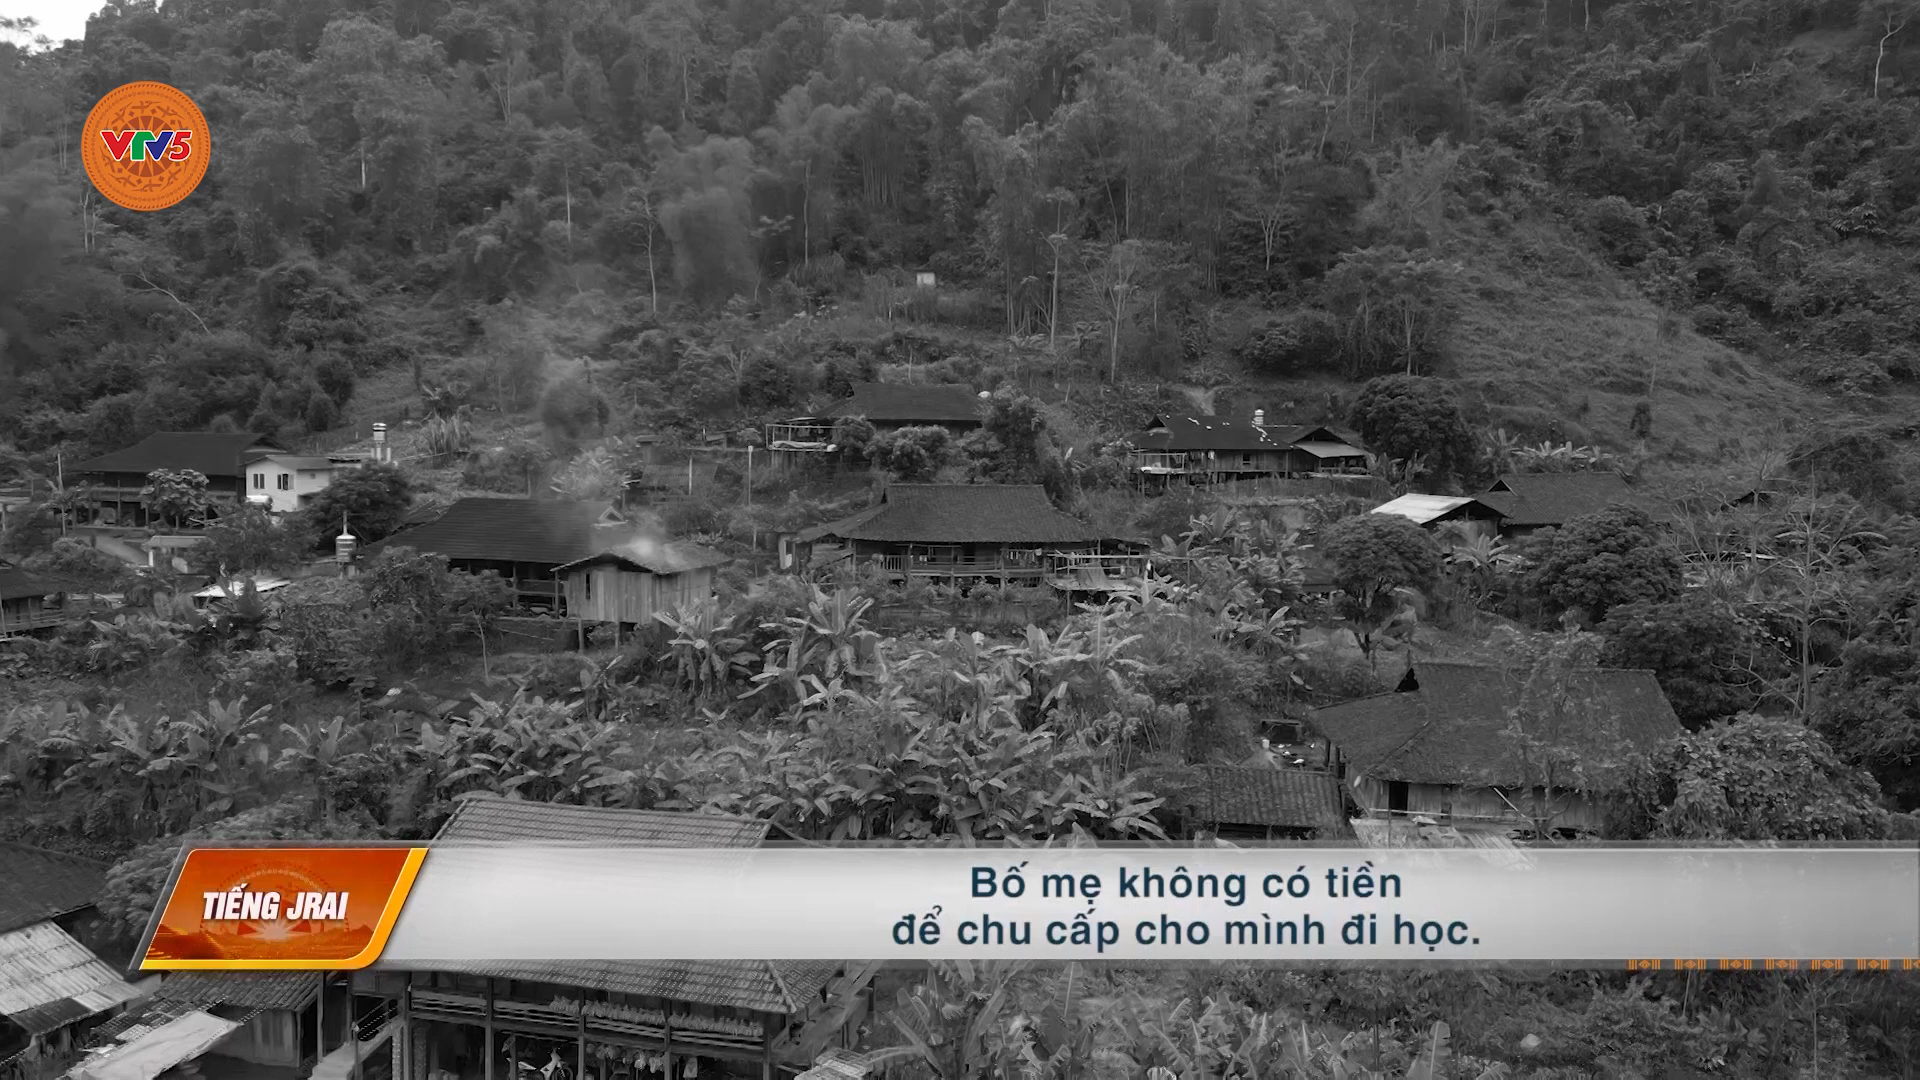 VTV5
TIẾNG JRAI
Bố mẹ không có tiền
để chu cấp cho mình đi học.